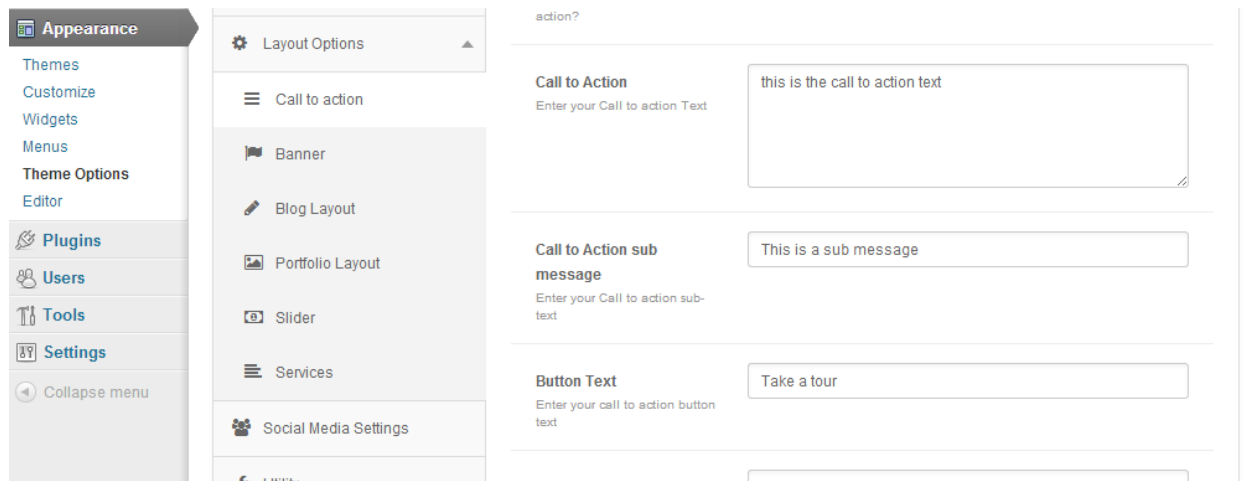 Appearance
Themes
Customize
Widgets
Menus
Theme Options
Editor
Plugins
Users
Tools
Settings
Collapse menu
Layout Options
Call to action
Banner
Blog Layout
Portfolio Layout
Slider
Services
Social Media Settings
action?
Call to Action
Enter your Call to action Text
this is the call to action text
Call to Action sub
message
Enter your Call to action sub-
text
This is a sub message
Button Text
Enter your call to action button
text
Take a tour